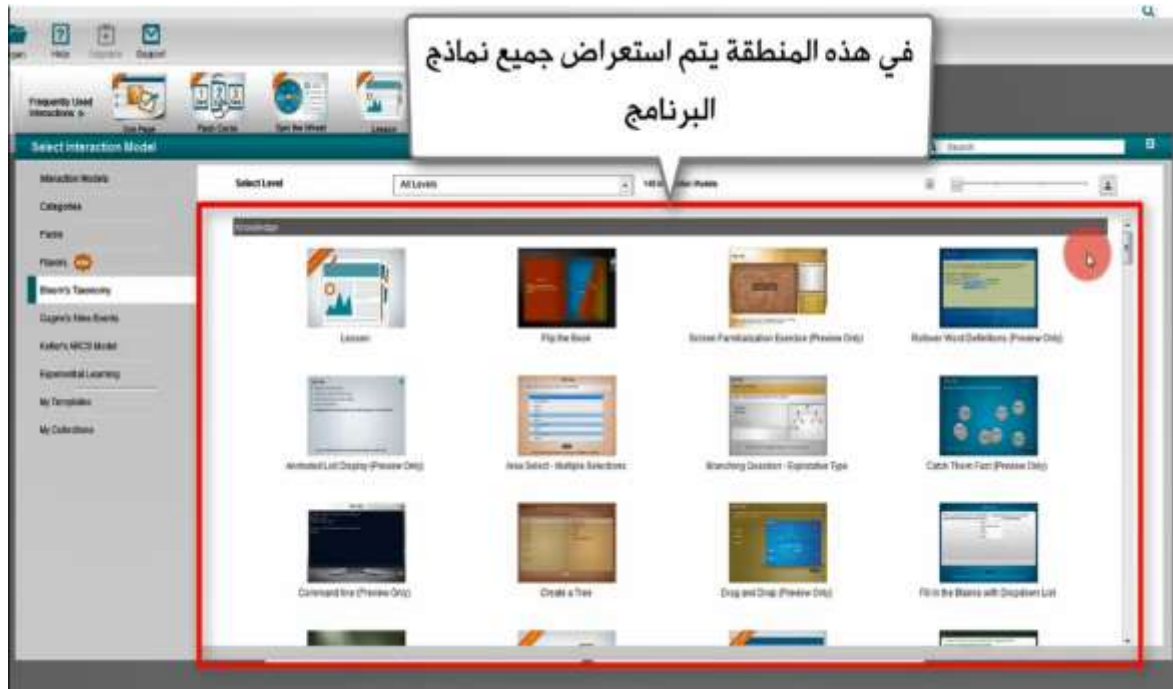 في هذه المنطقة يتم استعراض جميع نماذج
البرنامج
Help
Frequently Used
Interactions
Flash Cards
Spin the Wheel
Lesson
Select Interaction Model
Search
Interaction Models
Select Level
All Levels
Categories
Packs
Knowledge
Flavors
Bloom's Taxonomy
Gagne's Nine Events
Keller's ARCS Model
Experiential Learning
My Templates
My Collections
Lesson
Flip the Book
Screen Familiarization Exercise (Preview Only)
Rollover Word Definitions (Preview Only)
Animated List Display (Preview Only)
Area Select - Multiple Selections
Branching Question - Explorative Type
Catch Them Fast (Preview Only)
Command line (Preview Only)
Create a Tree
Drag and Drop (Preview Only)
Fill in the Blanks with Dropdown List